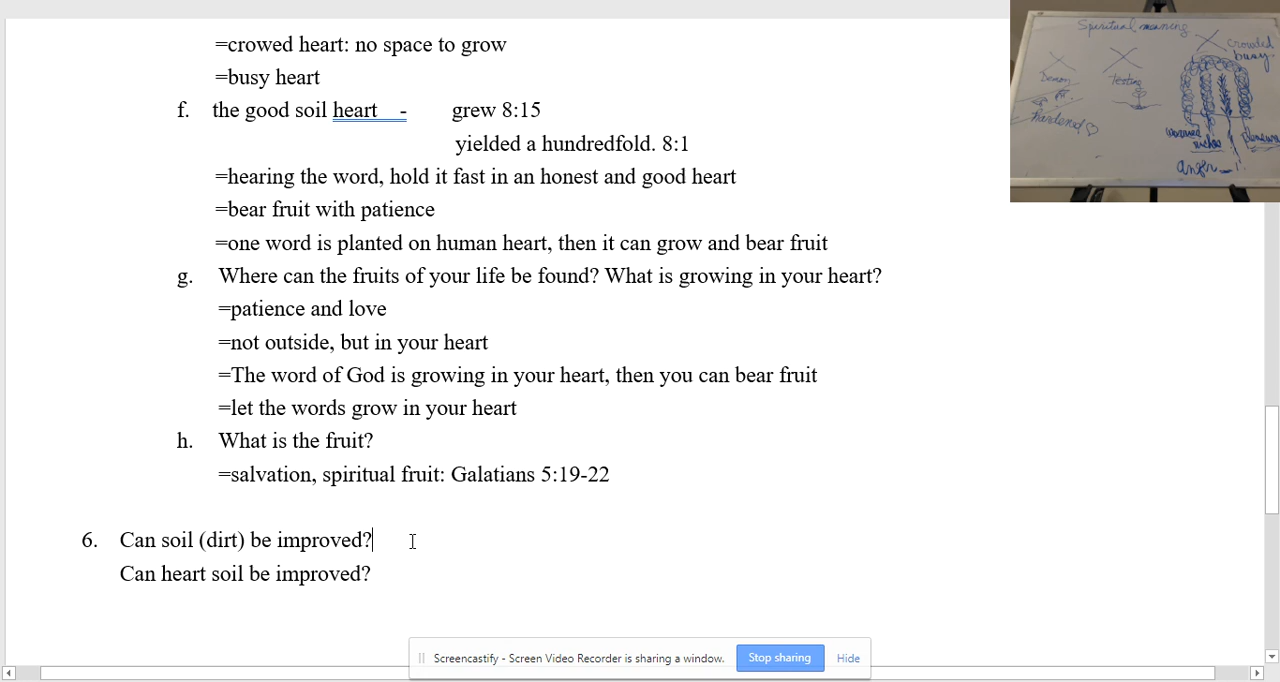 =crowed heart: no space to grow
=busy heart
f. the good soil heart - grew 8:15
yielded a hundredfold. 8:1
=hearing the word, hold it fast in an honest and good heart
=bear fruit with patience
=one word is planted on human heart, then it can grow and bear fruit
g. Where can the fruits of your life be found? What is growing in your heart?
=patience and love
=not outside, but in your heart
=The word of God is growing in your heart, then you can bear fruit
=let the words grow in your heart
h. What is the fruit?
=salvation, spiritual fruit: Galatians 5:19-22
6. Can soil (dirt) be improved?
Can heart soil be improved?
Screencastify - Screen Video Recorder is sharing a window.
Stop sharing
Hide
Spiritual meaning
crowded
busy
Demon
testing
hardened
riches
anger